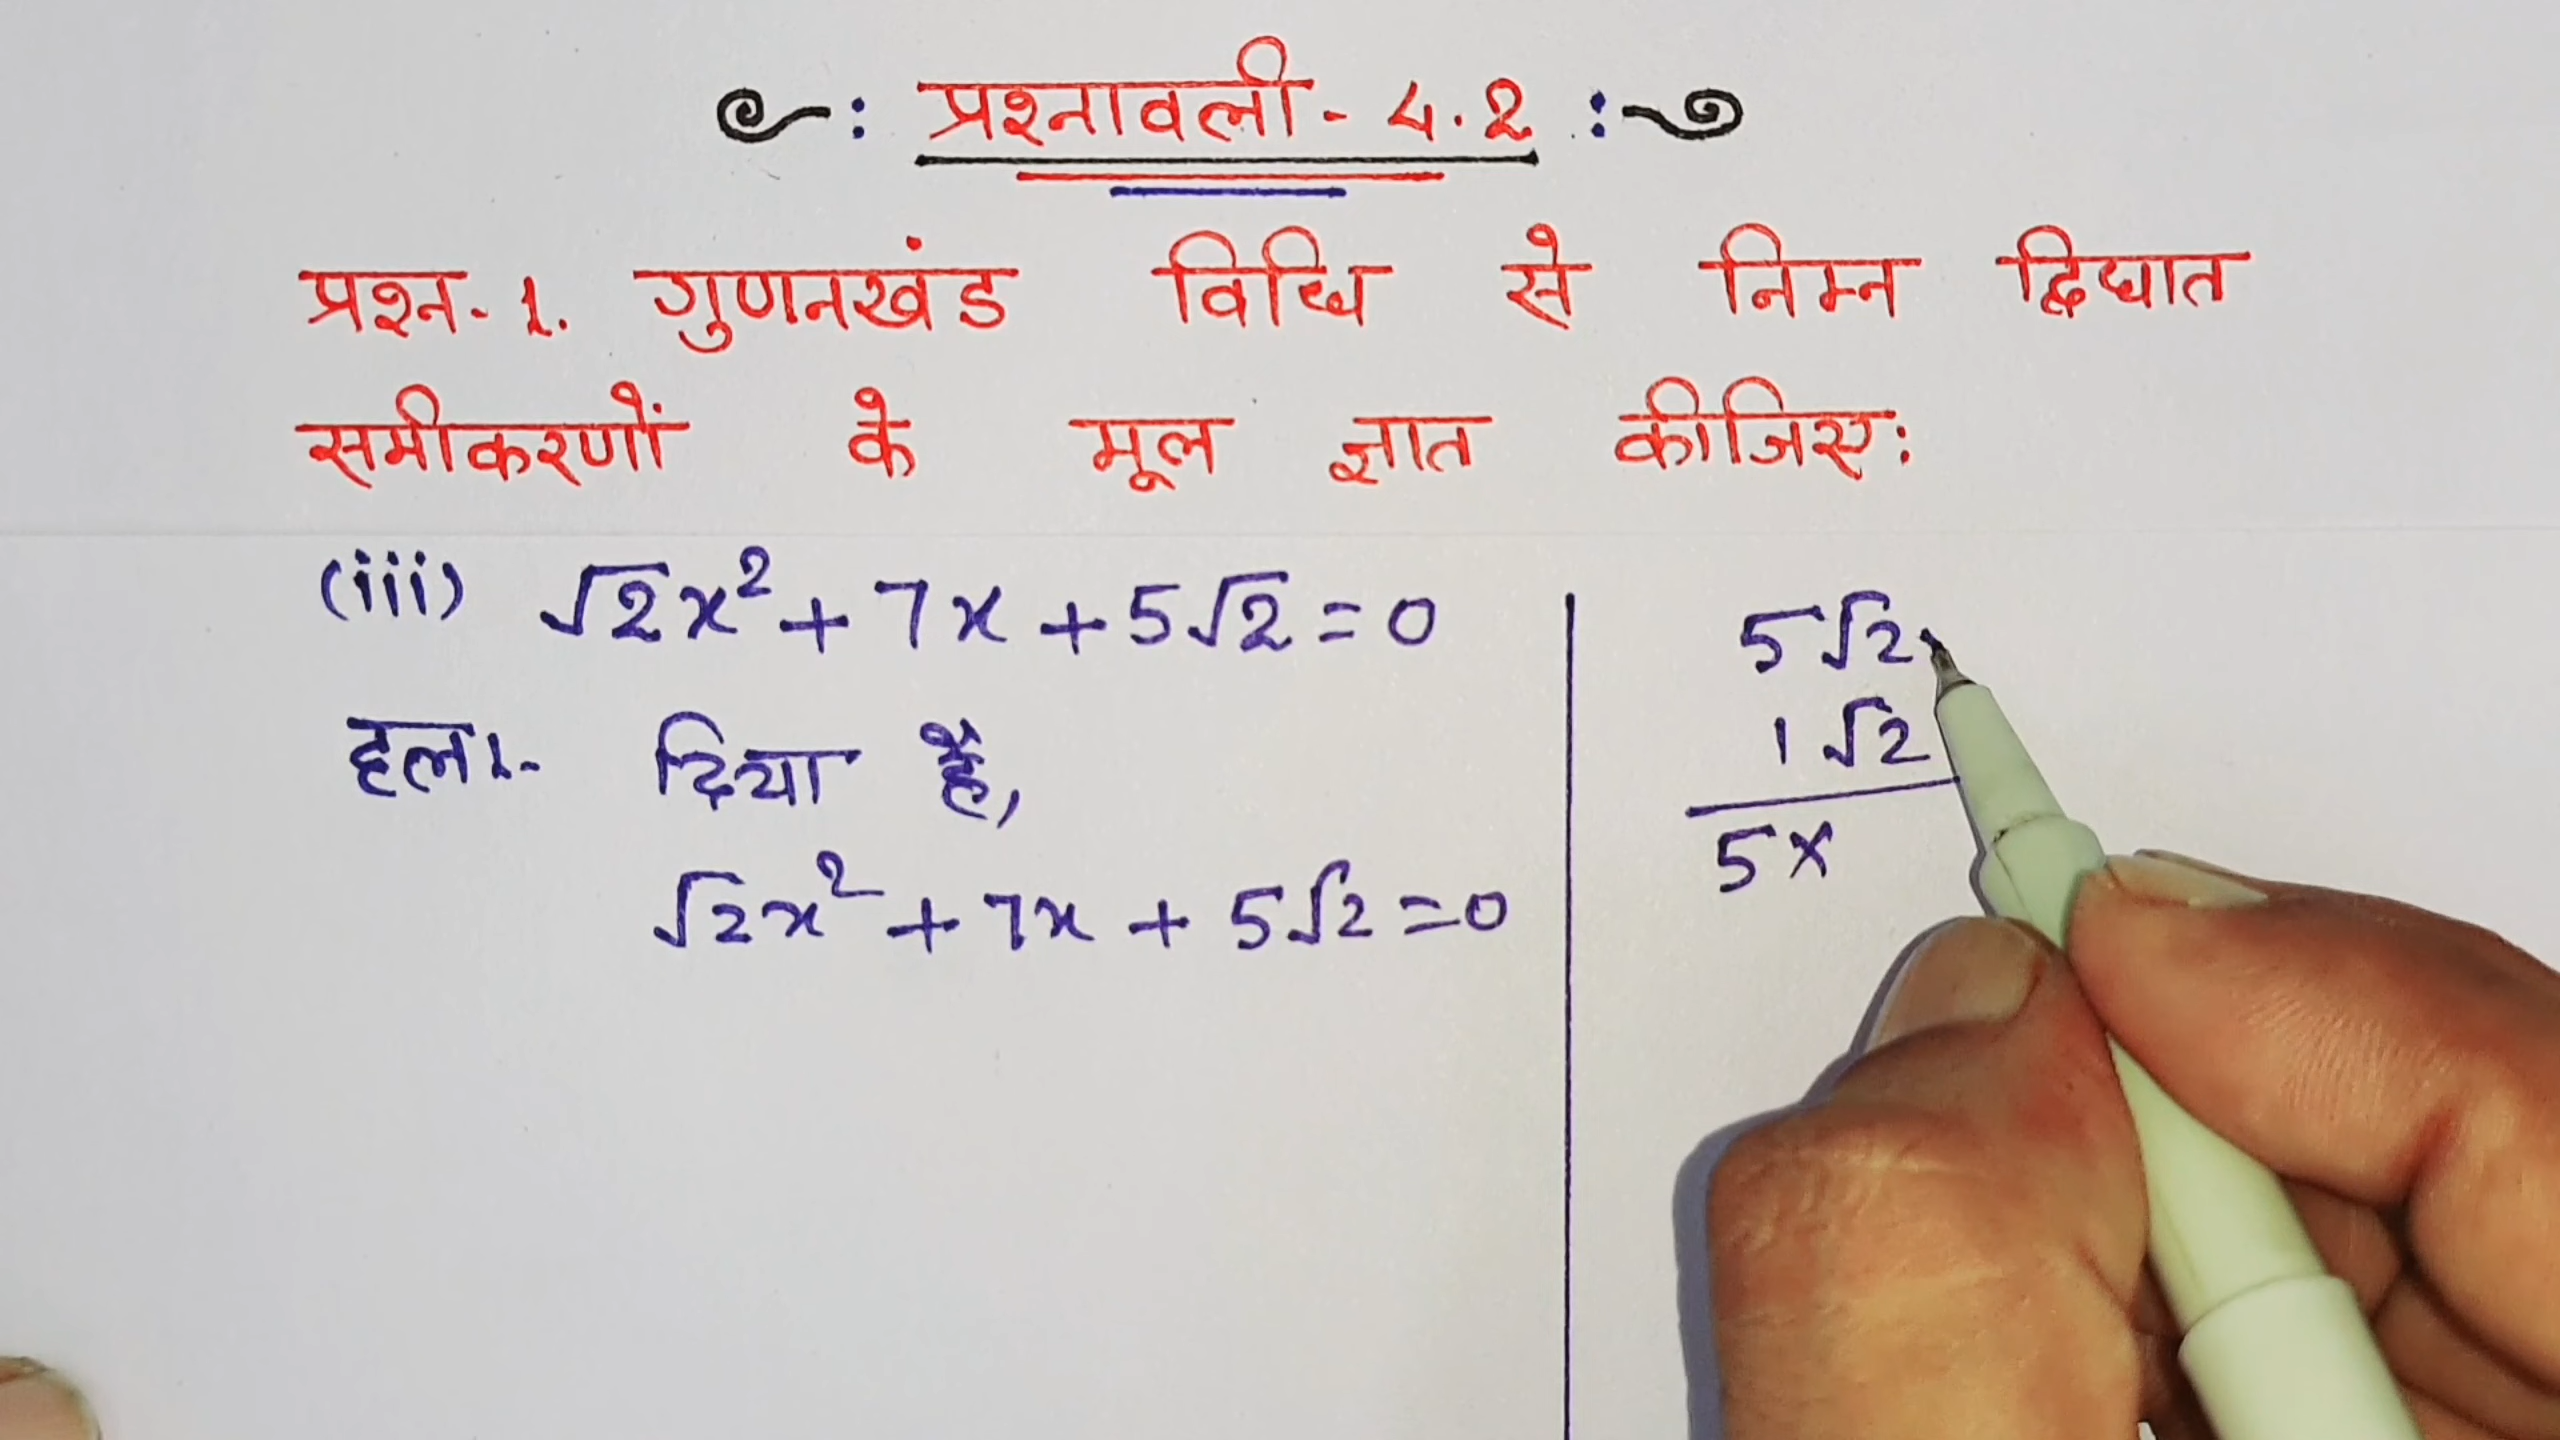 : प्रश्नावली - 4.2 :
प्रश्न-1. गुणनखंड विधि से निम्न द्विघात
समीकरणों के मूल ज्ञात कीजिए:
(iii) √2x² + 7x + 5√2 = 0
हल:- दिया है,
√2x² + 7x + 5√2 = 0
5√2
1√2
5×